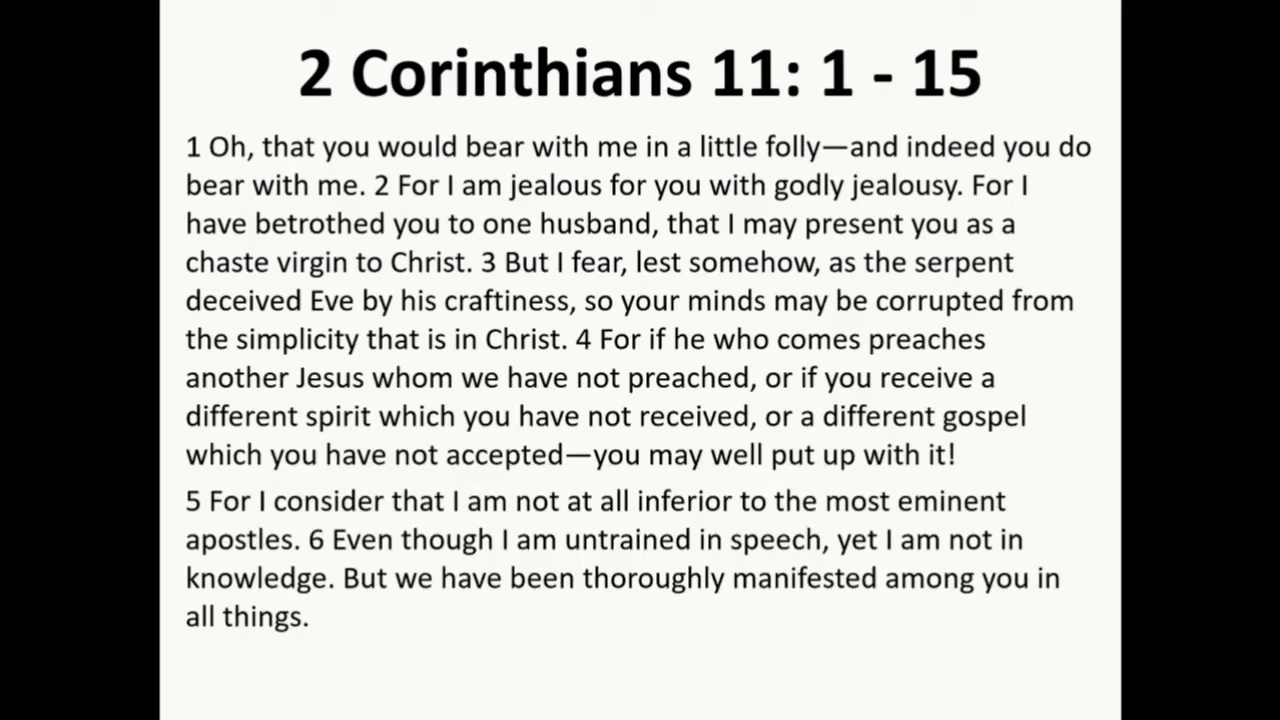 2 Corinthians 11: 1 - 15
1 Oh, that you would bear with me in a little folly—and indeed you do
bear with me. 2 For I am jealous for you with godly jealousy. For I
have betrothed you to one husband, that I may present you as a
chaste virgin to Christ. 3 But I fear, lest somehow, as the serpent
deceived Eve by his craftiness, so your minds may be corrupted from
the simplicity that is in Christ. 4 For if he who comes preaches
another Jesus whom we have not preached, or if you receive a
different spirit which you have not received, or a different gospel
which you have not accepted—you may well put up with it!
5 For I consider that I am not at all inferior to the most eminent
apostles. 6 Even though I am untrained in speech, yet I am not in
knowledge. But we have been thoroughly manifested among you in
all things.